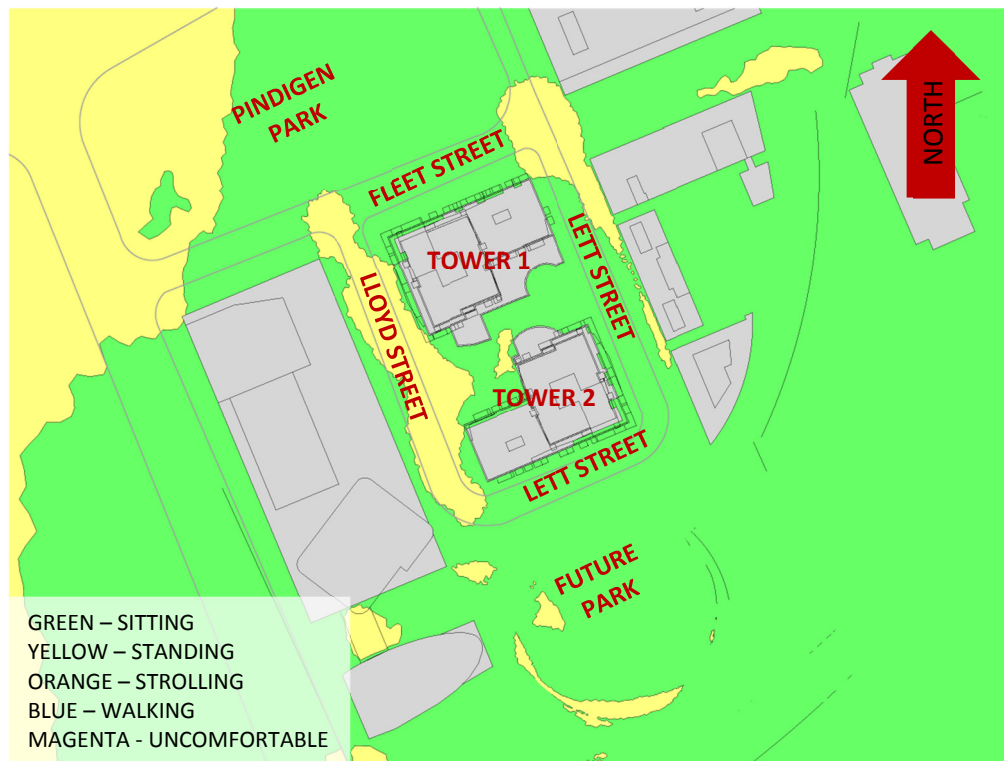 PINDIGEN
PARK
NORTH
FLEET STREET
TOWER 1
LETT STREET
LLOYD STREET
TOWER 2
LETT STREET
FUTURE
PARK
GREEN – SITTING
YELLOW – STANDING
ORANGE – STROLLING
BLUE – WALKING
MAGENTA - UNCOMFORTABLE